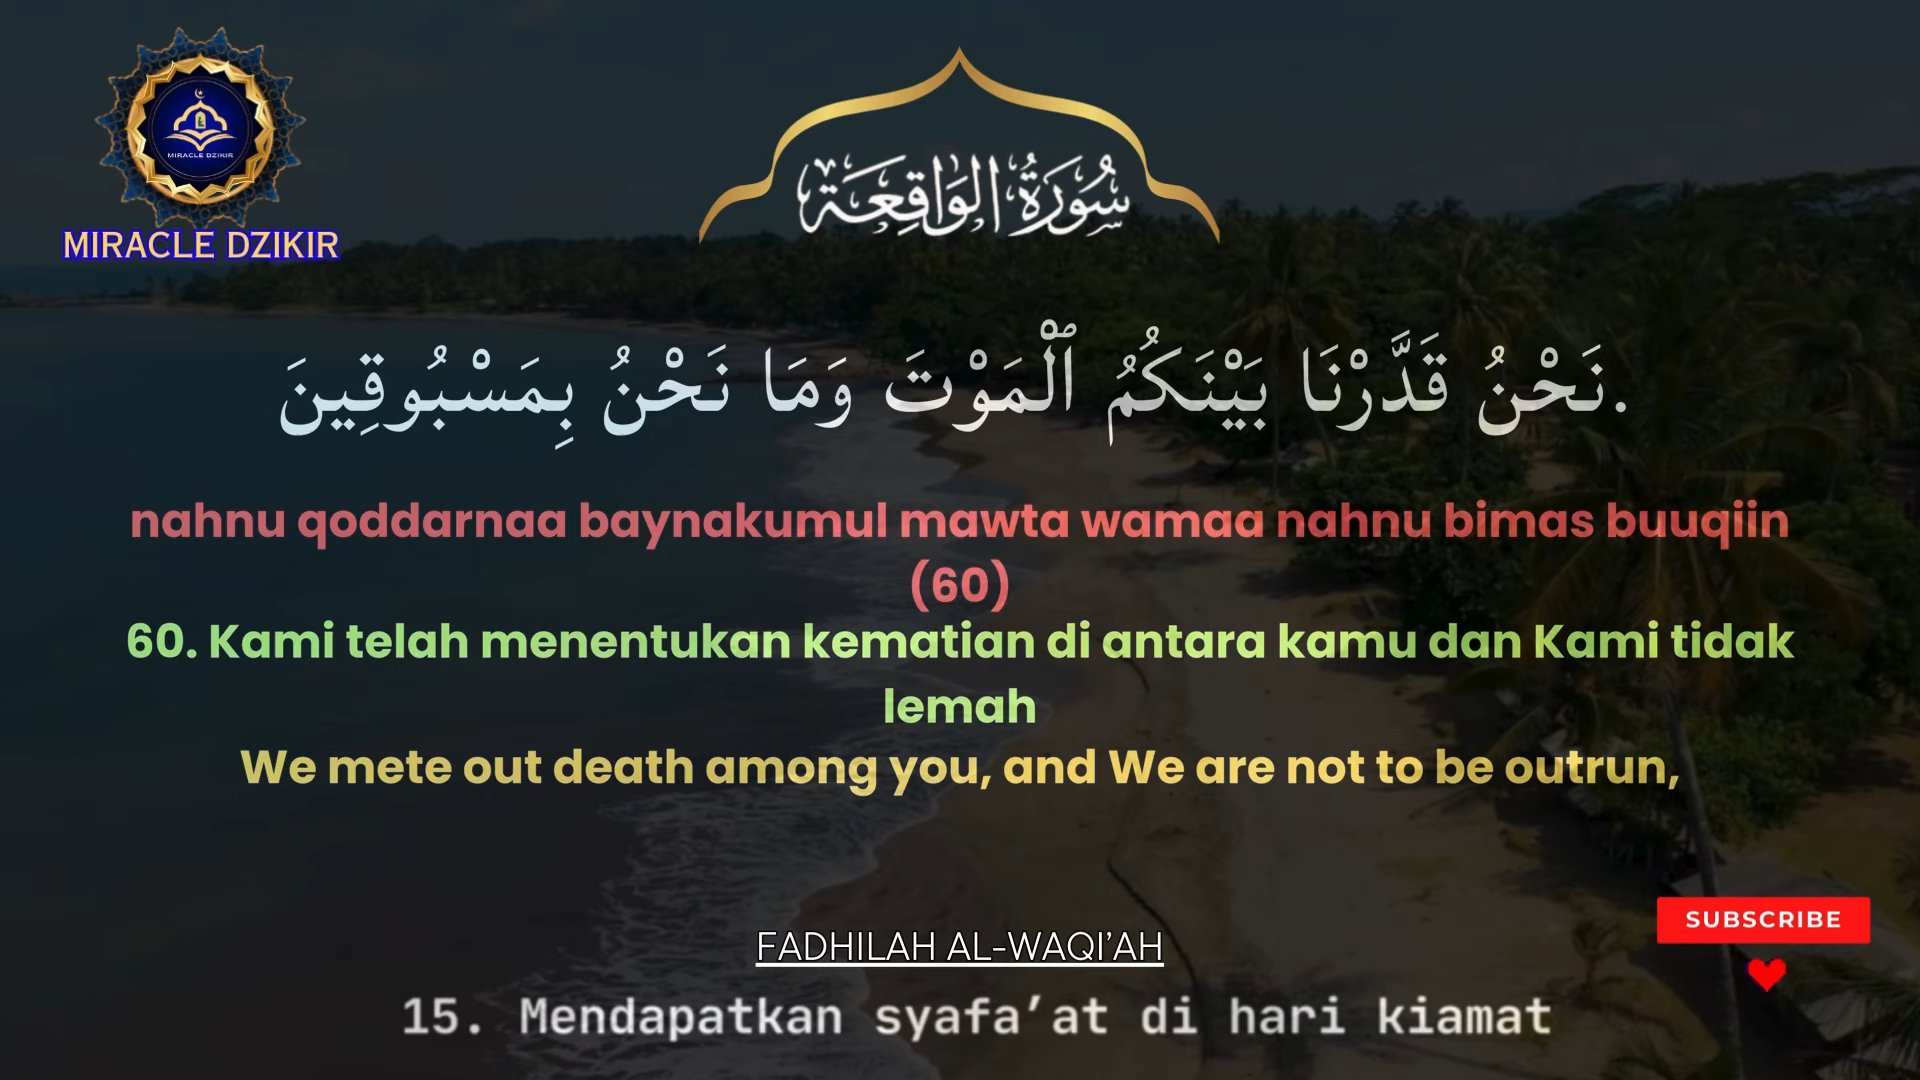 MIRACLE DZIKIR
MIRACLE DZIKIR
سُورَةُ الوَاقِعَة
نَحْنُ قَدَّرْنَا بَيْنَكُمُ ٱلْمَوْتَ وَمَا نَحْنُ بِمَسْبُوقِينَ.
nahnu qoddarnaa baynakumul mawta wamaa nahnu bimas buuqiin
(60)
60. Kami telah menentukan kematian di antara kamu dan Kami tidak
lemah
We mete out death among you, and We are not to be outrun,
SUBSCRIBE
FADHILAH AL-WAQI’AH
15. Mendapatkan syafa’at di hari kiamat